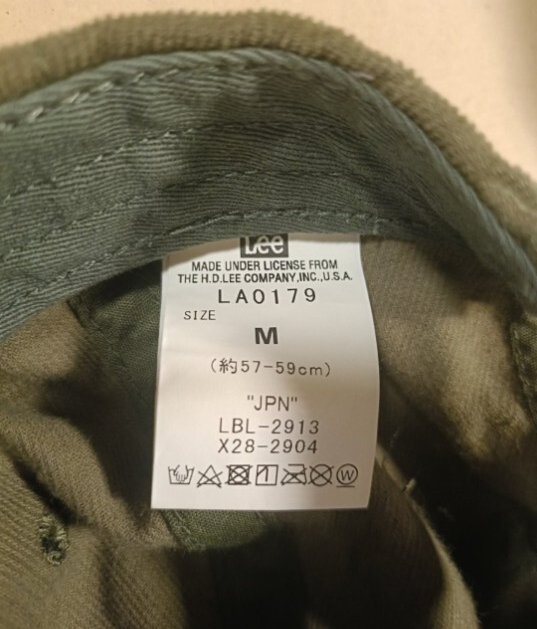 Lee
MADE UNDER LICENSE FROM
THE H.D.LEE COMPANY,INC.,U.S.A.
LA0179
SIZE
M
(約57-59cm)
"JPN"
LBL-2913
X28-2904
W